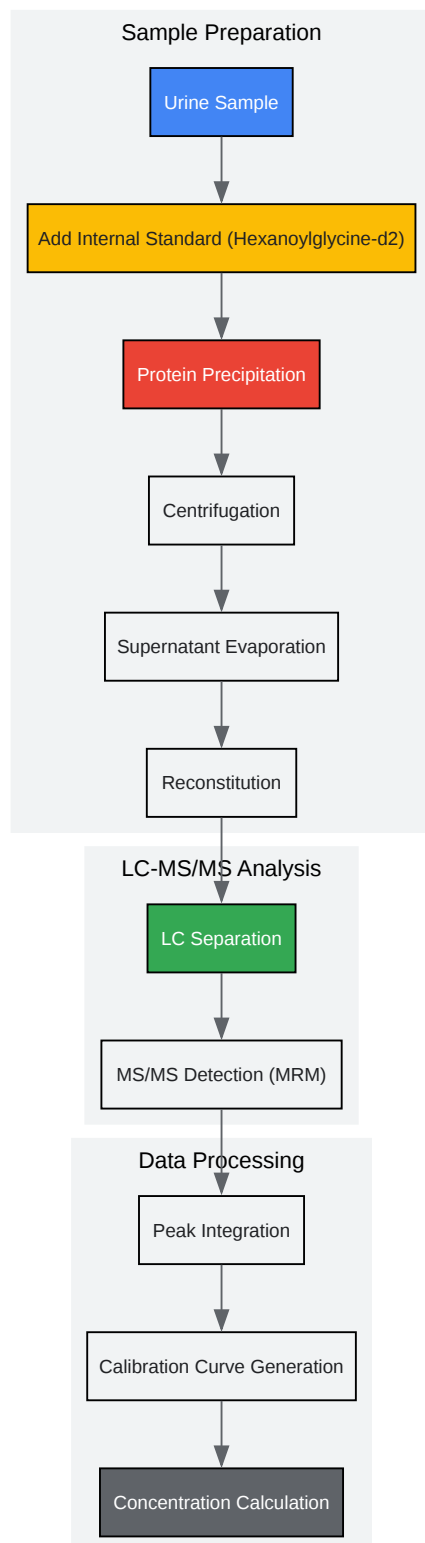 Sample Preparation
Urine Sample
Add Internal Standard (Hexanoylglycine-d2)
Protein Precipitation
Centrifugation
Supernatant Evaporation
Reconstitution
LC-MS/MS Analysis
LC Separation
MS/MS Detection (MRM)
Data Processing
Peak Integration
Calibration Curve Generation
Concentration Calculation